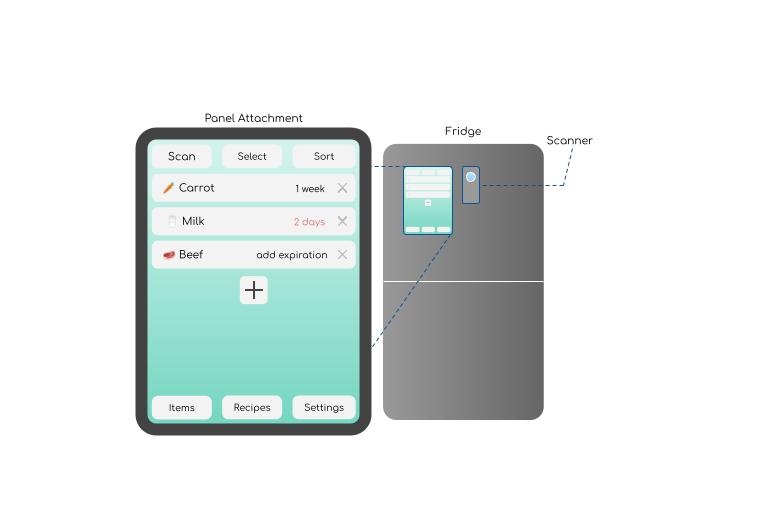 Panel Attachment
Fridge
Scanner
Scan
Select
Sort
Carrot
1 week
Milk
2 days
Beef
add expiration
Items
Recipes
Settings